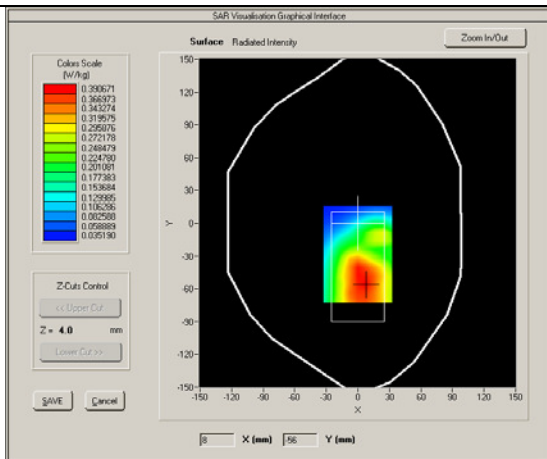 SAR Visualisation Graphical Interface
Surface Radiated Intensity
Zoom In/Out
Colors Scale
(W/kg)
0.390671
0.366973
0.343274
0.319575
0.295876
0.272178
0.248479
0.224780
0.201081
0.177383
0.153684
0.129985
0.106286
0.082588
0.058889
0.035190
Z-Cuts Control
<< Upper Cut
Z = 4.0 mm
Lower Cut >>
SAVE Cancel
150
120
90
60
30
0
-30
-60
-90
-120
-150
Y
-150 -120 -90 -60 -30 0 30 60 90 120 150
X
8 X (mm) -56 Y (mm)